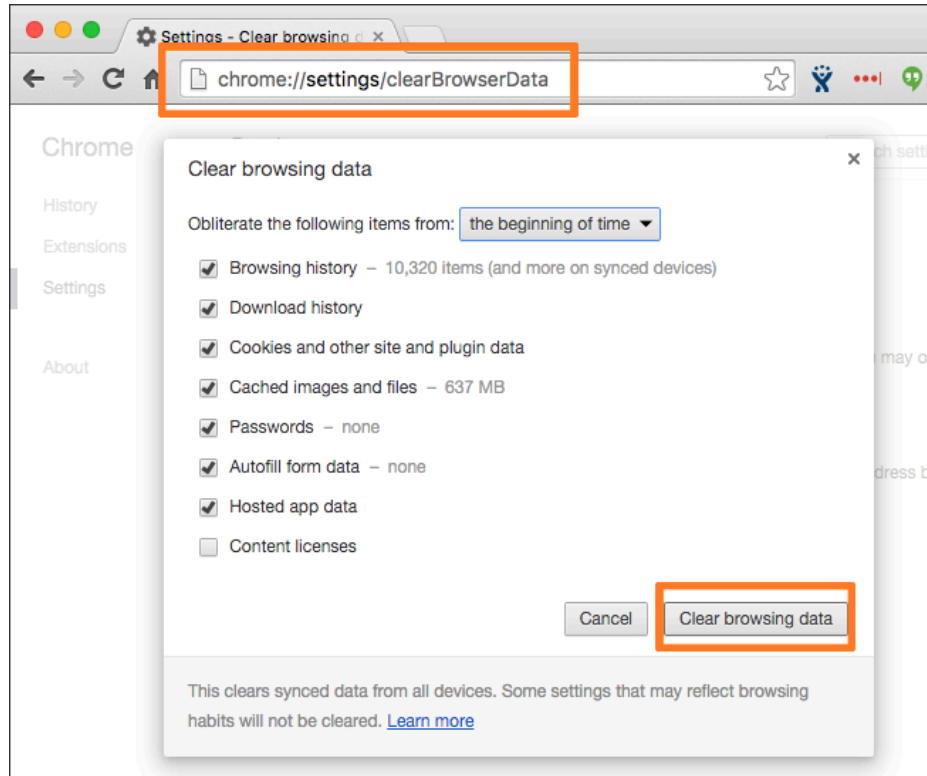 Settings - Clear browsing d
chrome://settings/clearBrowserData
Chrome
ch setti
History
Extensions
Settings
About
Clear browsing data
Obliterate the following items from: the beginning of time
Browsing history – 10,320 items (and more on synced devices)
Download history
Cookies and other site and plugin data
may o
Cached images and files – 637 MB
Passwords – none
Autofill form data – none
dress b
Hosted app data
Content licenses
Cancel
Clear browsing data
This clears synced data from all devices. Some settings that may reflect browsing
habits will not be cleared. Learn more